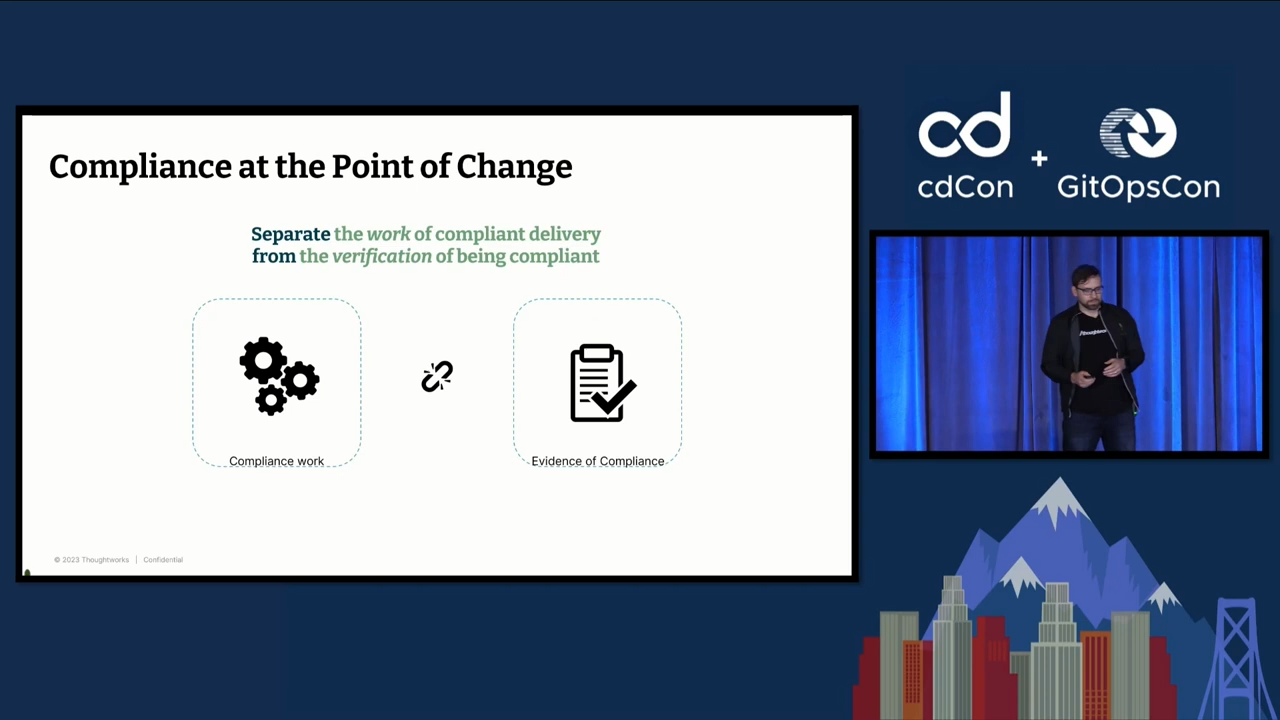 Compliance at the Point of Change
Separate the work of compliant delivery
from the verification of being compliant
Compliance work
Evidence of Compliance
© 2023 Thoughtworks | Confidential
cd
cdCon
+
GitOpsCon